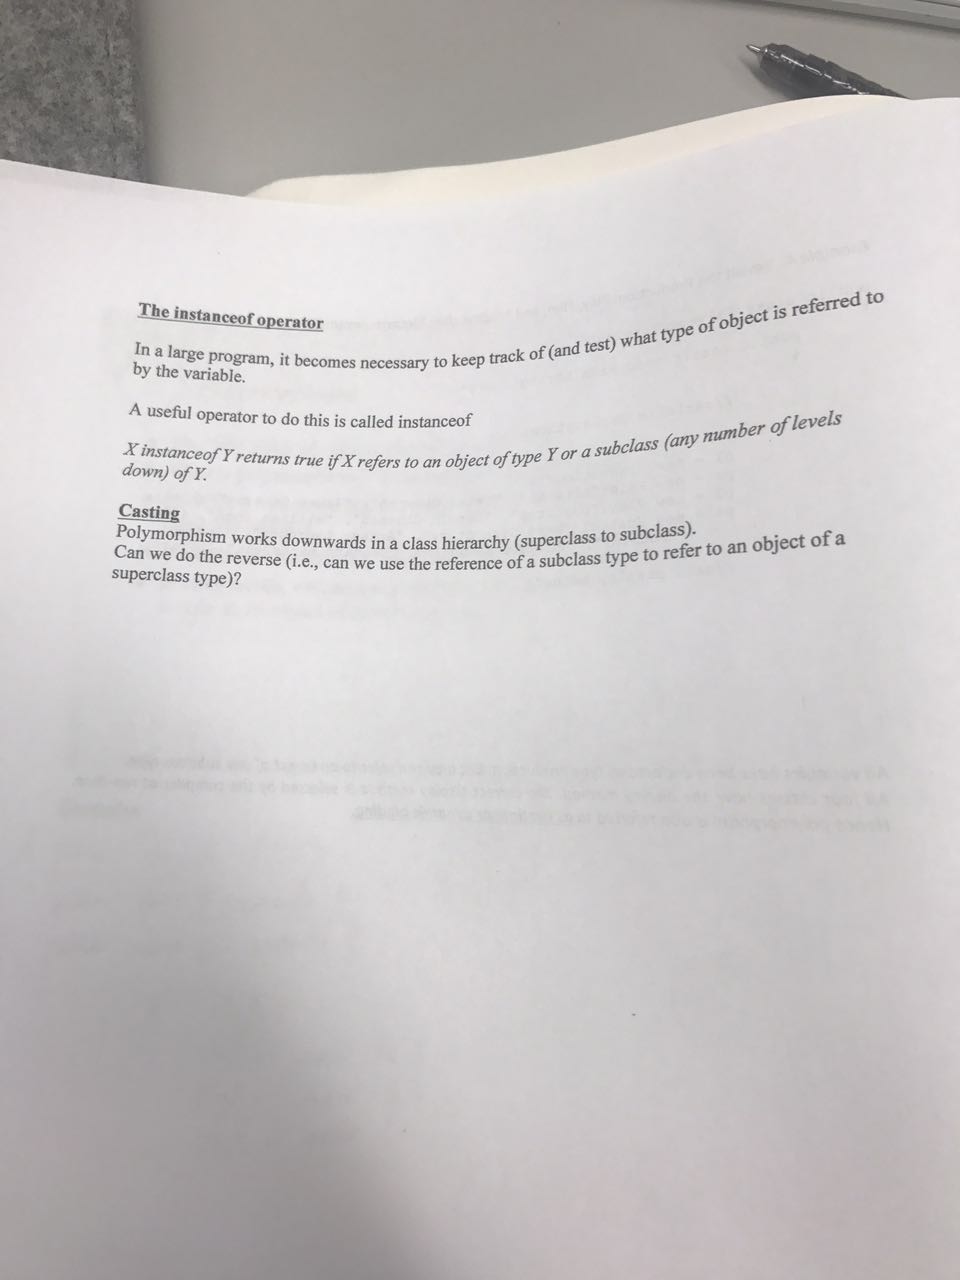 The instanceof operator
In a large program, it becomes necessary to keep track of (and test) what type of object is referred to
by the variable.
A useful operator to do this is called instanceof
X instanceof Y returns true if X refers to an object of type Y or a subclass (any number of levels
down) of Y.
Casting
Polymorphism works downwards in a class hierarchy (superclass to subclass).
Can we do the reverse (i.e., can we use the reference of a subclass type to refer to an object of a
superclass type)?